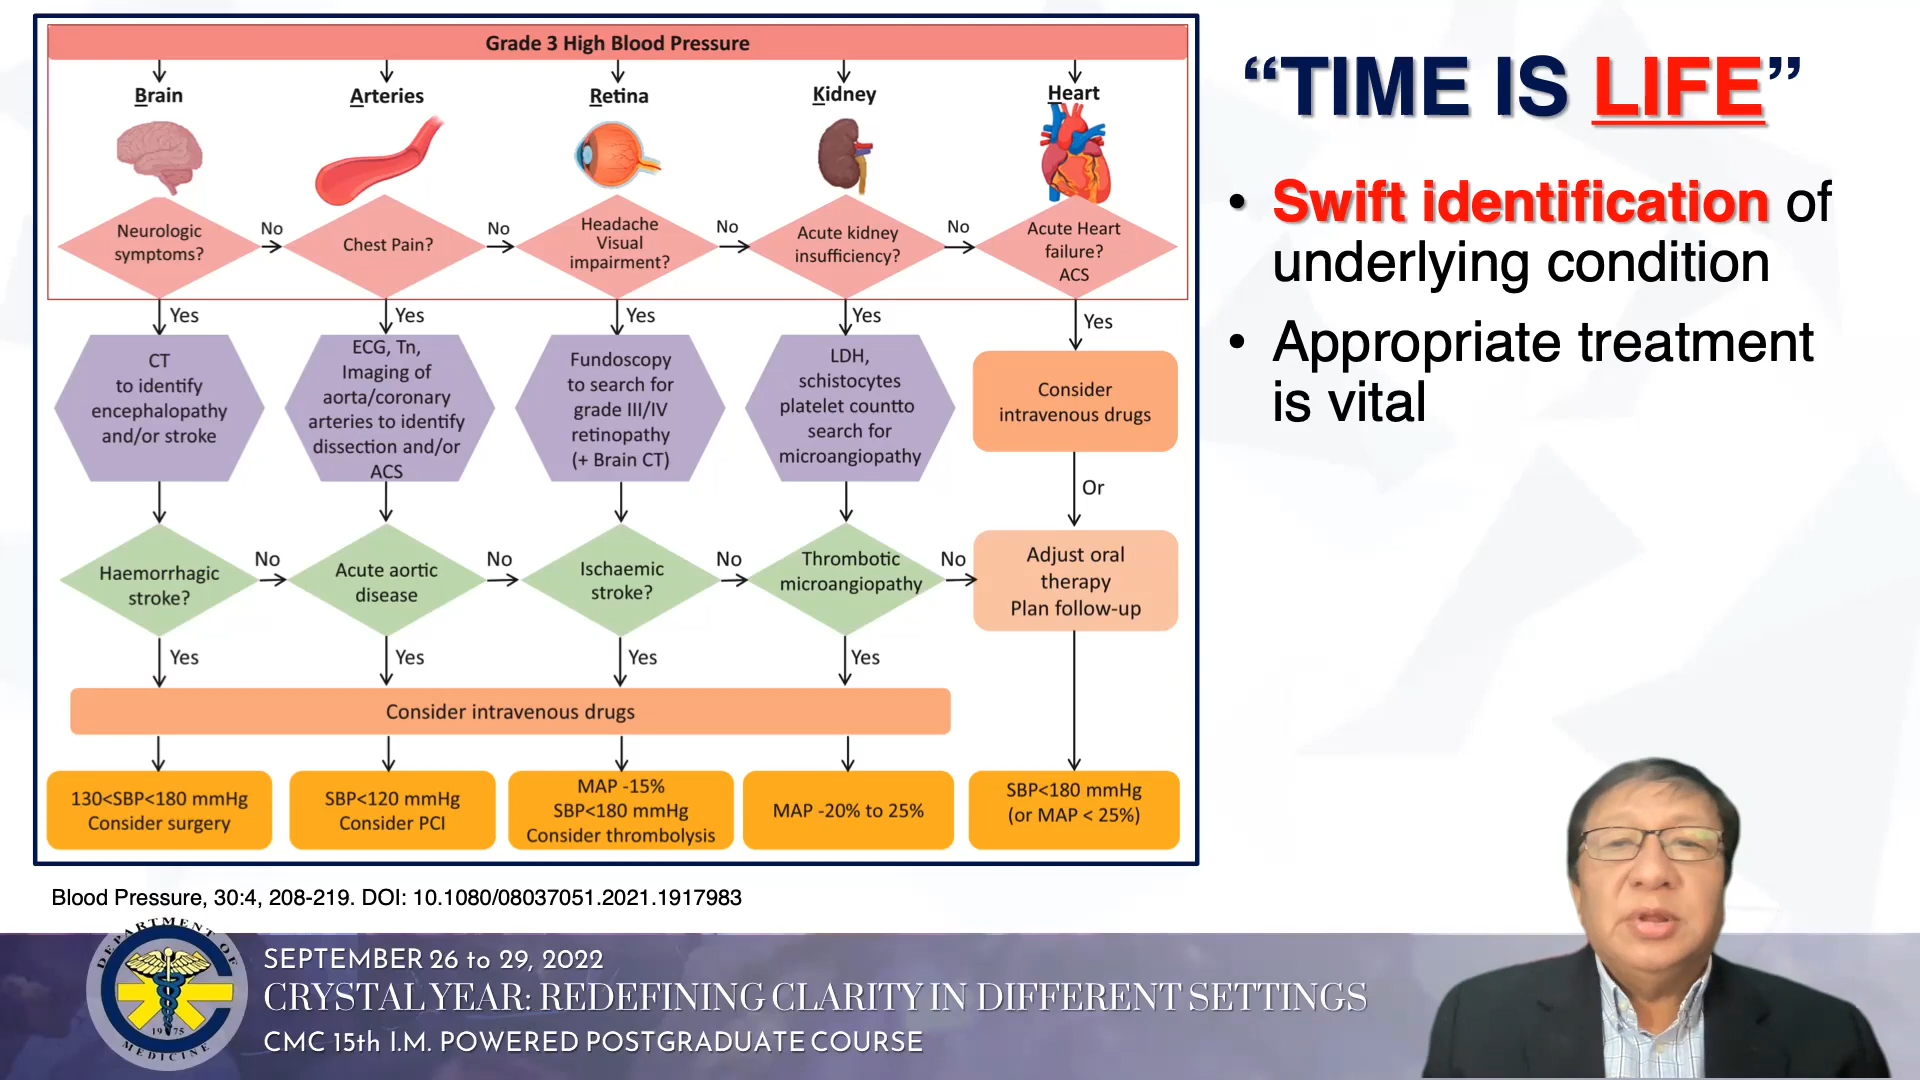 Grade 3 High Blood Pressure
Brain
Arteries
Retina
Kidney
Heart
Neurologic
symptoms?
No
Chest Pain?
No
Headache
Visual
impairment?
No
Acute kidney
insufficiency?
No
Acute Heart
failure?
ACS
Yes
Yes
Yes
Yes
Yes
CT
to identify
encephalopathy
and/or stroke
ECG, Tn,
Imaging of
aorta/coronary
arteries to identify
dissection and/or
ACS
Fundoscopy
to search for
grade III/IV
retinopathy
(+ Brain CT)
LDH,
schistocytes
platelet countto
search for
microangiopathy
Consider
intravenous drugs
Or
Haemorrhagic
stroke?
No
Acute aortic
disease
No
Ischaemic
stroke?
No
Thrombotic
microangiopathy
No
Adjust oral
therapy
Plan follow-up
Yes
Yes
Yes
Yes
Consider intravenous drugs
130<SBP<180 mmHg
Consider surgery
SBP<120 mmHg
Consider PCI
MAP -15%
SBP<180 mmHg
Consider thrombolysis
MAP -20% to 25%
SBP<180 mmHg
(or MAP < 25%)
Blood Pressure, 30:4, 208-219. DOI: 10.1080/08037051.2021.1917983
“TIME IS LIFE”
• Swift identification of
underlying condition
• Appropriate treatment
is vital
DEPARTMENT OF
MEDICINE
1975
SEPTEMBER 26 to 29, 2022
CRYSTAL YEAR: REDEFINING CLARITY IN DIFFERENT SETTINGS
CMC 15th I.M. POWERED POSTGRADUATE COURSE